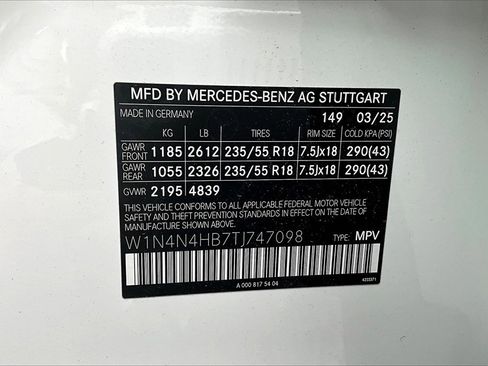 MFD BY MERCEDES-BENZ AG STUTTGART
MADE IN GERMANY 149 03/25
KG LB TIRES RIM SIZE COLD KPA(PSI)
GAWR FRONT 1185 2612 235/55 R18 7.5Jx18 290(43)
GAWR REAR 1055 2326 235/55 R18 7.5Jx18 290(43)
GVWR 2195 4839
THIS VEHICLE CONFORMS TO ALL APPLICABLE FEDERAL MOTOR VEHICLE
SAFETY AND THEFT PREVENTION STANDARDS IN EFFECT ON THE DATE OF
MANUFACTURE SHOWN ABOVE.
W1N4N4HB7TJ747098 TYPE: MPV
A 000 817 54 04